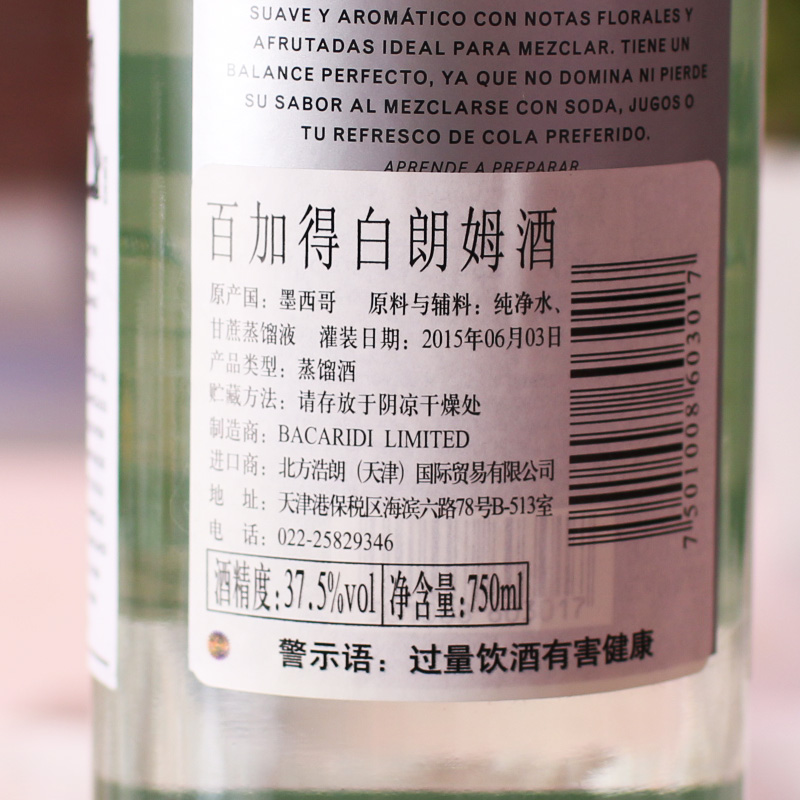 SUAVE Y AROMÁTICO CON NOTAS FLORALES Y
AFRUTADAS IDEAL PARA MEZCLAR. TIENE UN
BALANCE PERFECTO, YA QUE NO DOMINA NI PIERDE
SU SABOR AL MEZCLARSE CON SODA, JUGOS O
TU REFRESCO DE COLA PREFERIDO.
APRENDE A PREPARAR
百加得白朗姆酒
原产国：墨西哥 原料与辅料：纯净水、
甘蔗蒸馏液 灌装日期：2015年06月03日
产品类型：蒸馏酒
贮藏方法：请存放于阴凉干燥处
制造商：BACARIDI LIMITED
进口商：北方浩朗（天津）国际贸易有限公司
地 址：天津港保税区海滨六路78号B-513室
电 话：022-25829346
酒精度:37.5%vol 净含量:750ml
警示语：过量饮酒有害健康
7501008603017